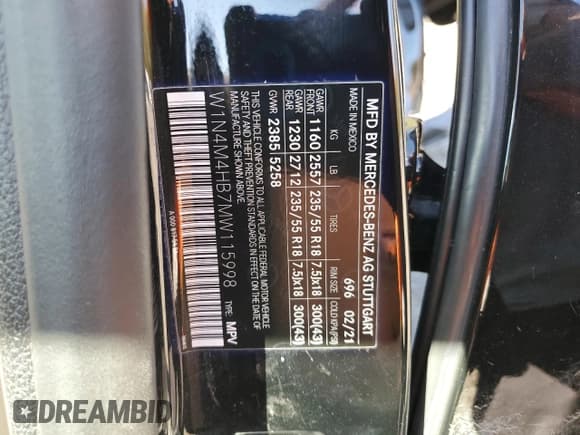 MFD BY MERCEDES-BENZ AG STUTTGART
MADE IN MEXICO 696 02/21
KG LB TIRES RIM SIZE COLD KPA(PSI)
GAWR FRONT 1160 2557 235/55 R18 7.5Jx18 300(43)
GAWR REAR 1230 2712 235/55 R18 7.5Jx18 300(43)
GVWR 2385 5258
THIS VEHICLE CONFORMS TO ALL APPLICABLE FEDERAL MOTOR VEHICLE
SAFETY AND THEFT PREVENTION STANDARDS IN EFFECT ON THE DATE OF
MANUFACTURE SHOWN ABOVE.
W1N4M4HB7MW115998 TYPE: MPV
DREAMBID